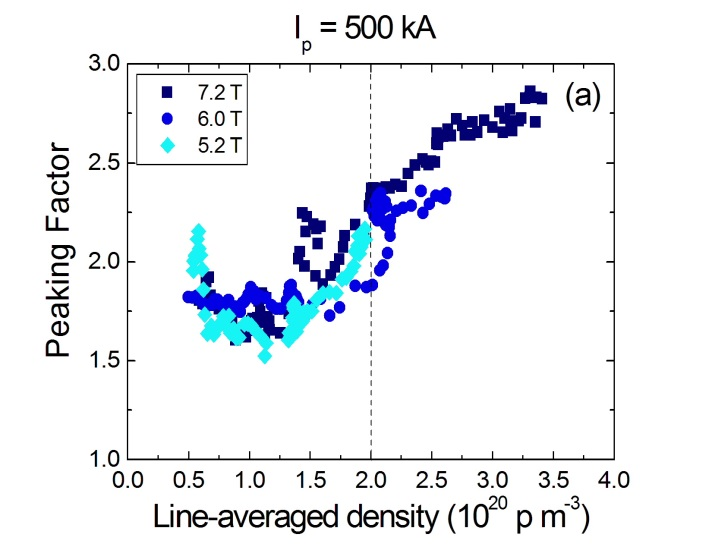 Ip = 500 kA
(a)
7.2 T
6.0 T
5.2 T
Peaking Factor
3.0
2.5
2.0
1.5
1.0
0.0 0.5 1.0 1.5 2.0 2.5 3.0 3.5 4.0
Line-averaged density (10^20 p m^-3)